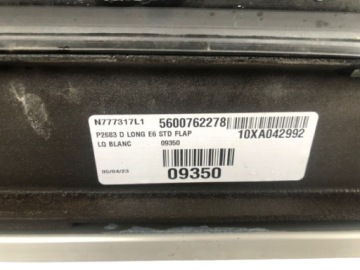 N777317L1 5600762278 10XA042992
P2683 D LONG E6 STD FLAP
LQ BLANC 09350
05/04/23 09350